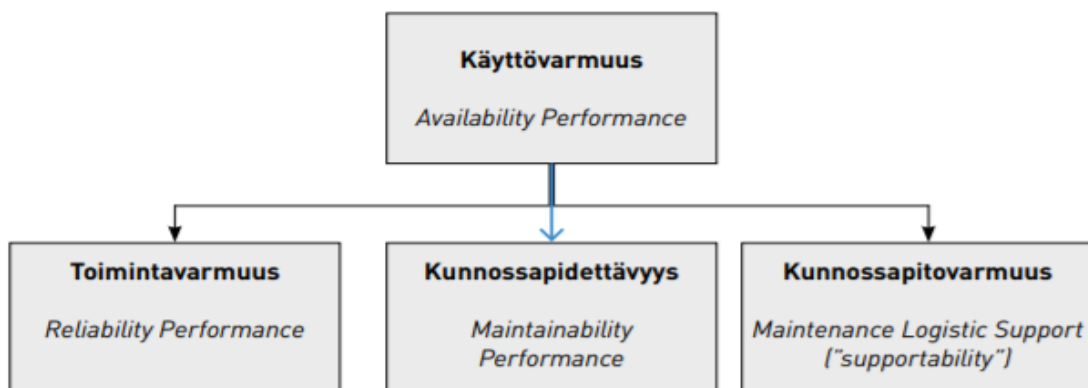 Käyttövarmuus
Availability Performance
Toimintavarmuus
Reliability Performance
Kunnossapidettävyys
Maintainability
Performance
Kunnossapitovarmuus
Maintenance Logistic Support
("supportability")